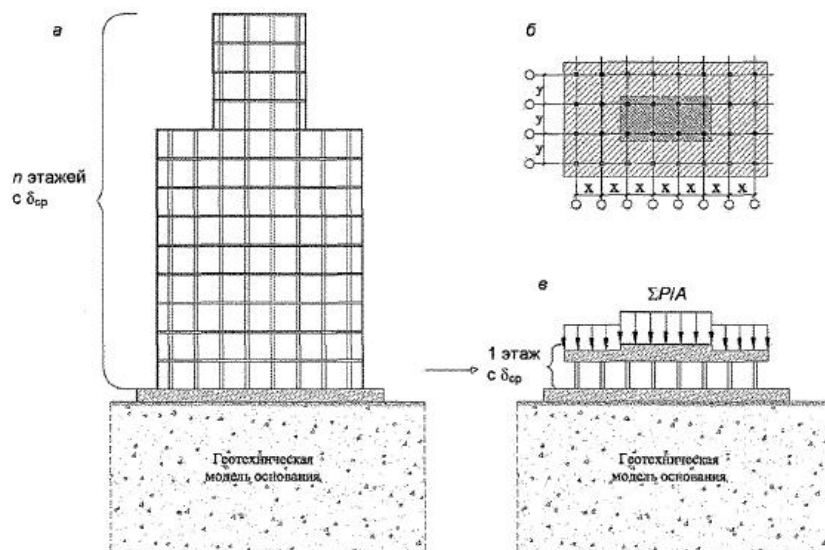 а
б
n этажей
с δср
y
y
y
x x x x x x x
в
ΣP/A
1 этаж
с δср
Геотехническая
модель основания
Геотехническая
модель основания